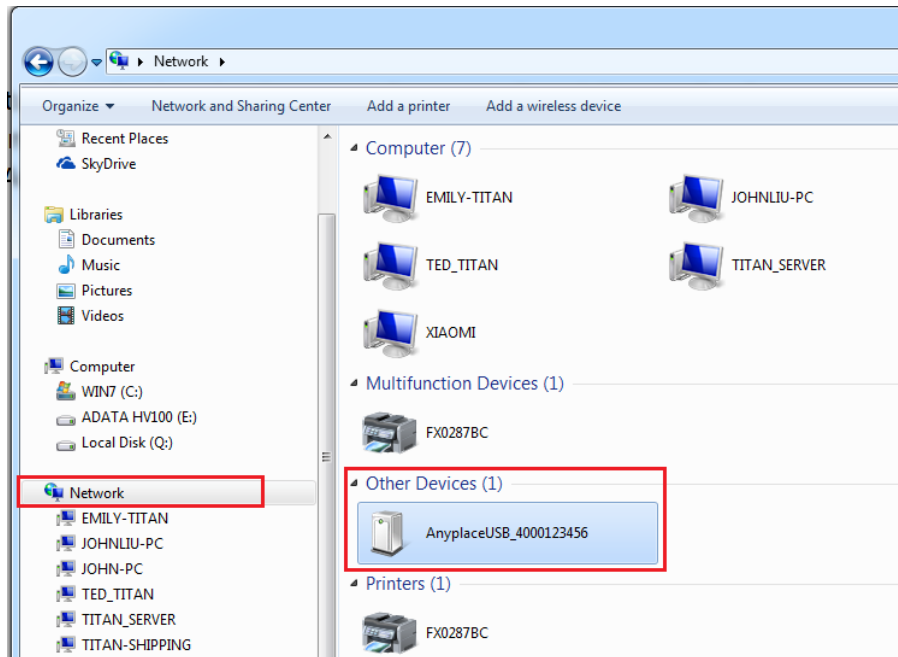 Network
Organize
Network and Sharing Center
Add a printer
Add a wireless device
Recent Places
SkyDrive
Libraries
Documents
Music
Pictures
Videos
Computer
WIN7 (C:)
ADATA HV100 (E:)
Local Disk (Q:)
Network
EMILY-TITAN
JOHNLIU-PC
JOHN-PC
TED_TITAN
TITAN_SERVER
TITAN-SHIPPING
Computer (7)
EMILY-TITAN
JOHNLIU-PC
TED_TITAN
TITAN_SERVER
XIAOMI
Multifunction Devices (1)
FX0287BC
Other Devices (1)
AnyplaceUSB_4000123456
Printers (1)
FX0287BC